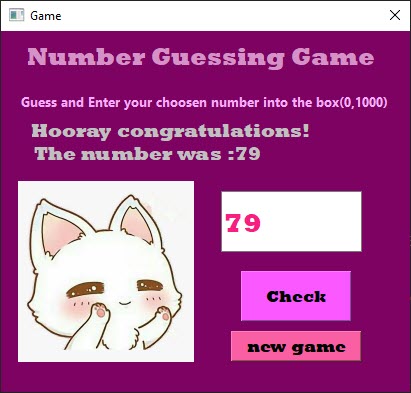 Game
Number Guessing Game
Guess and Enter your choosen number into the box(0,1000)
Hooray congratulations!
The number was :79
79
Check
new game